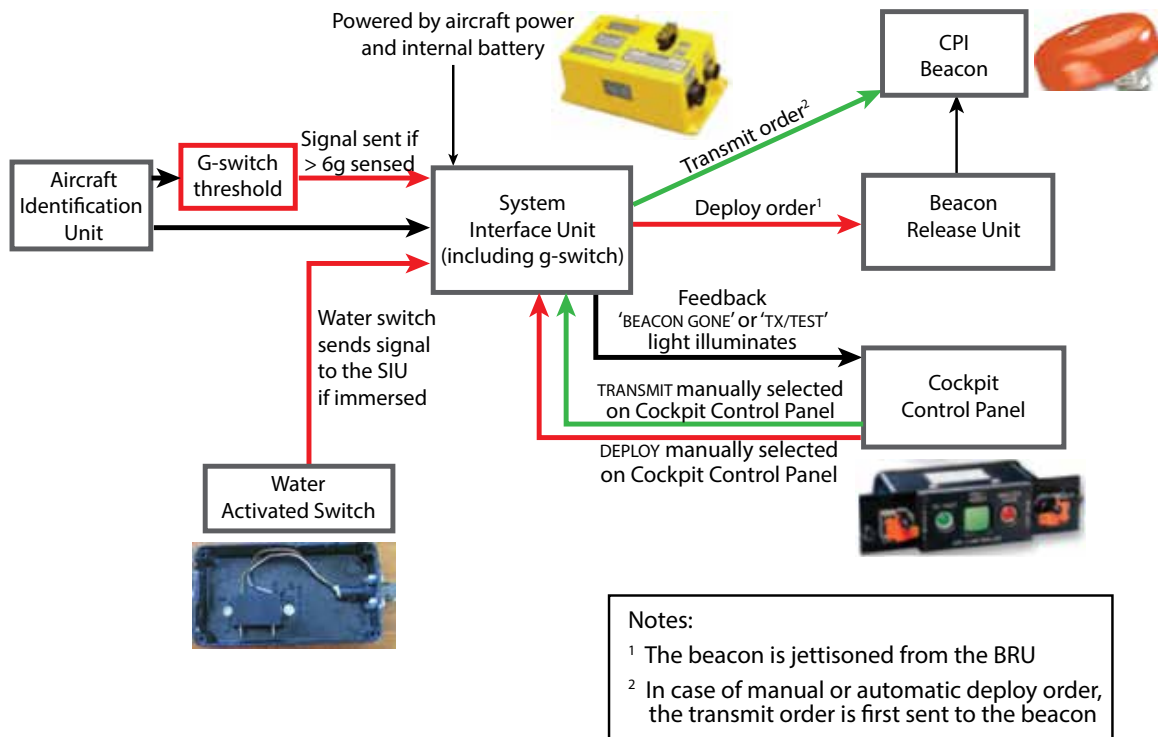 Powered by aircraft power
and internal battery
CPI
Beacon
Transmit order²
Signal sent if
> 6g sensed
G-switch
threshold
Aircraft
Identification
Unit
System
Interface Unit
(including g-switch)
Deploy order¹
Beacon
Release Unit
Water switch
sends signal
to the SIU
if immersed
Feedback
‘BEACON GONE’ or ‘TX/TEST’
light illuminates
TRANSMIT manually selected
on Cockpit Control Panel
DEPLOY manually selected
on Cockpit Control Panel
Cockpit
Control Panel
Water
Activated Switch
Notes:
¹ The beacon is jettisoned from the BRU
² In case of manual or automatic deploy order,
the transmit order is first sent to the beacon